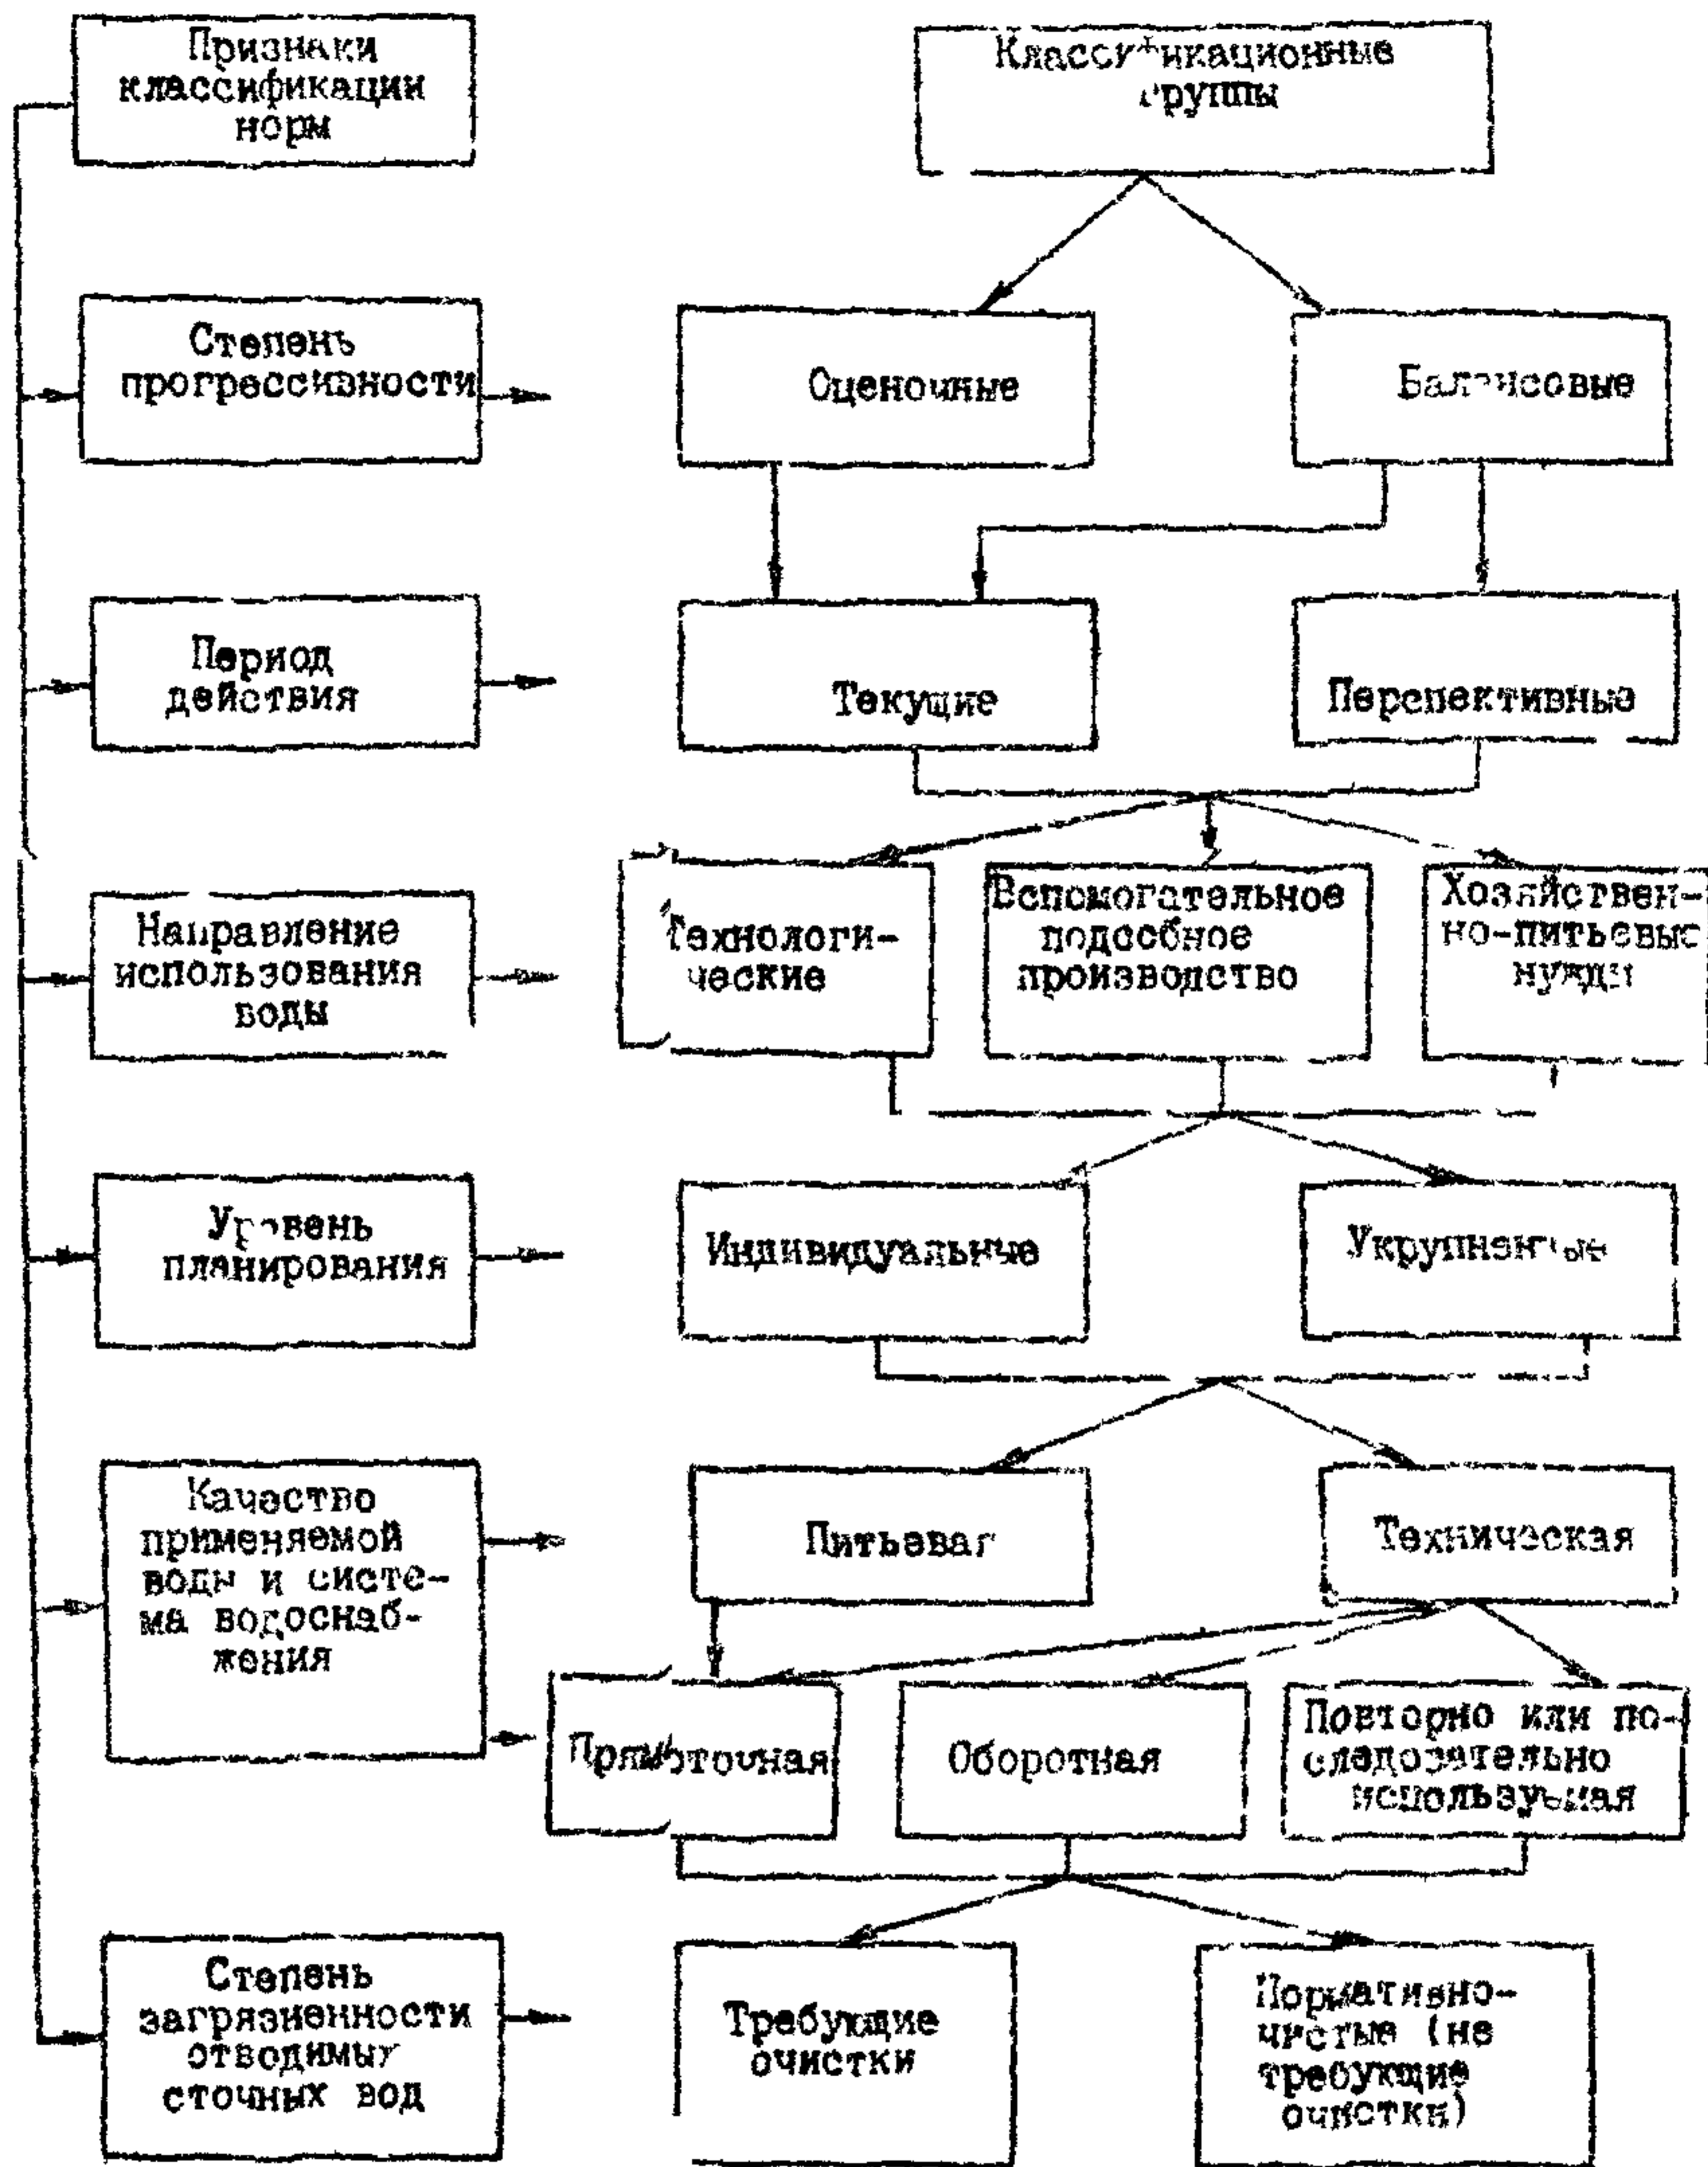 Признаки
классификации
норм
Классификационные
группы
Степень
прогрессивности
Оценочные
Балансовые
Период
действия
Текущие
Перспективные
Направление
использования
воды
Технологи-
ческие
Вспомогательное
подсобное
производство
Хозяйствен-
но-питьевые
нужды
Уровень
планирования
Индивидуальные
Укрупненные
Качество
применяемой
воды и систе-
ма водоснаб-
жения
Питьевая
Техническая
Прямоточная
Оборотная
Повторно или по-
следовательно
используемая
Степень
загрязненности
отводимых
сточных вод
Требующие
очистки
Нормативно-
чистые (не
требующие
очистки)